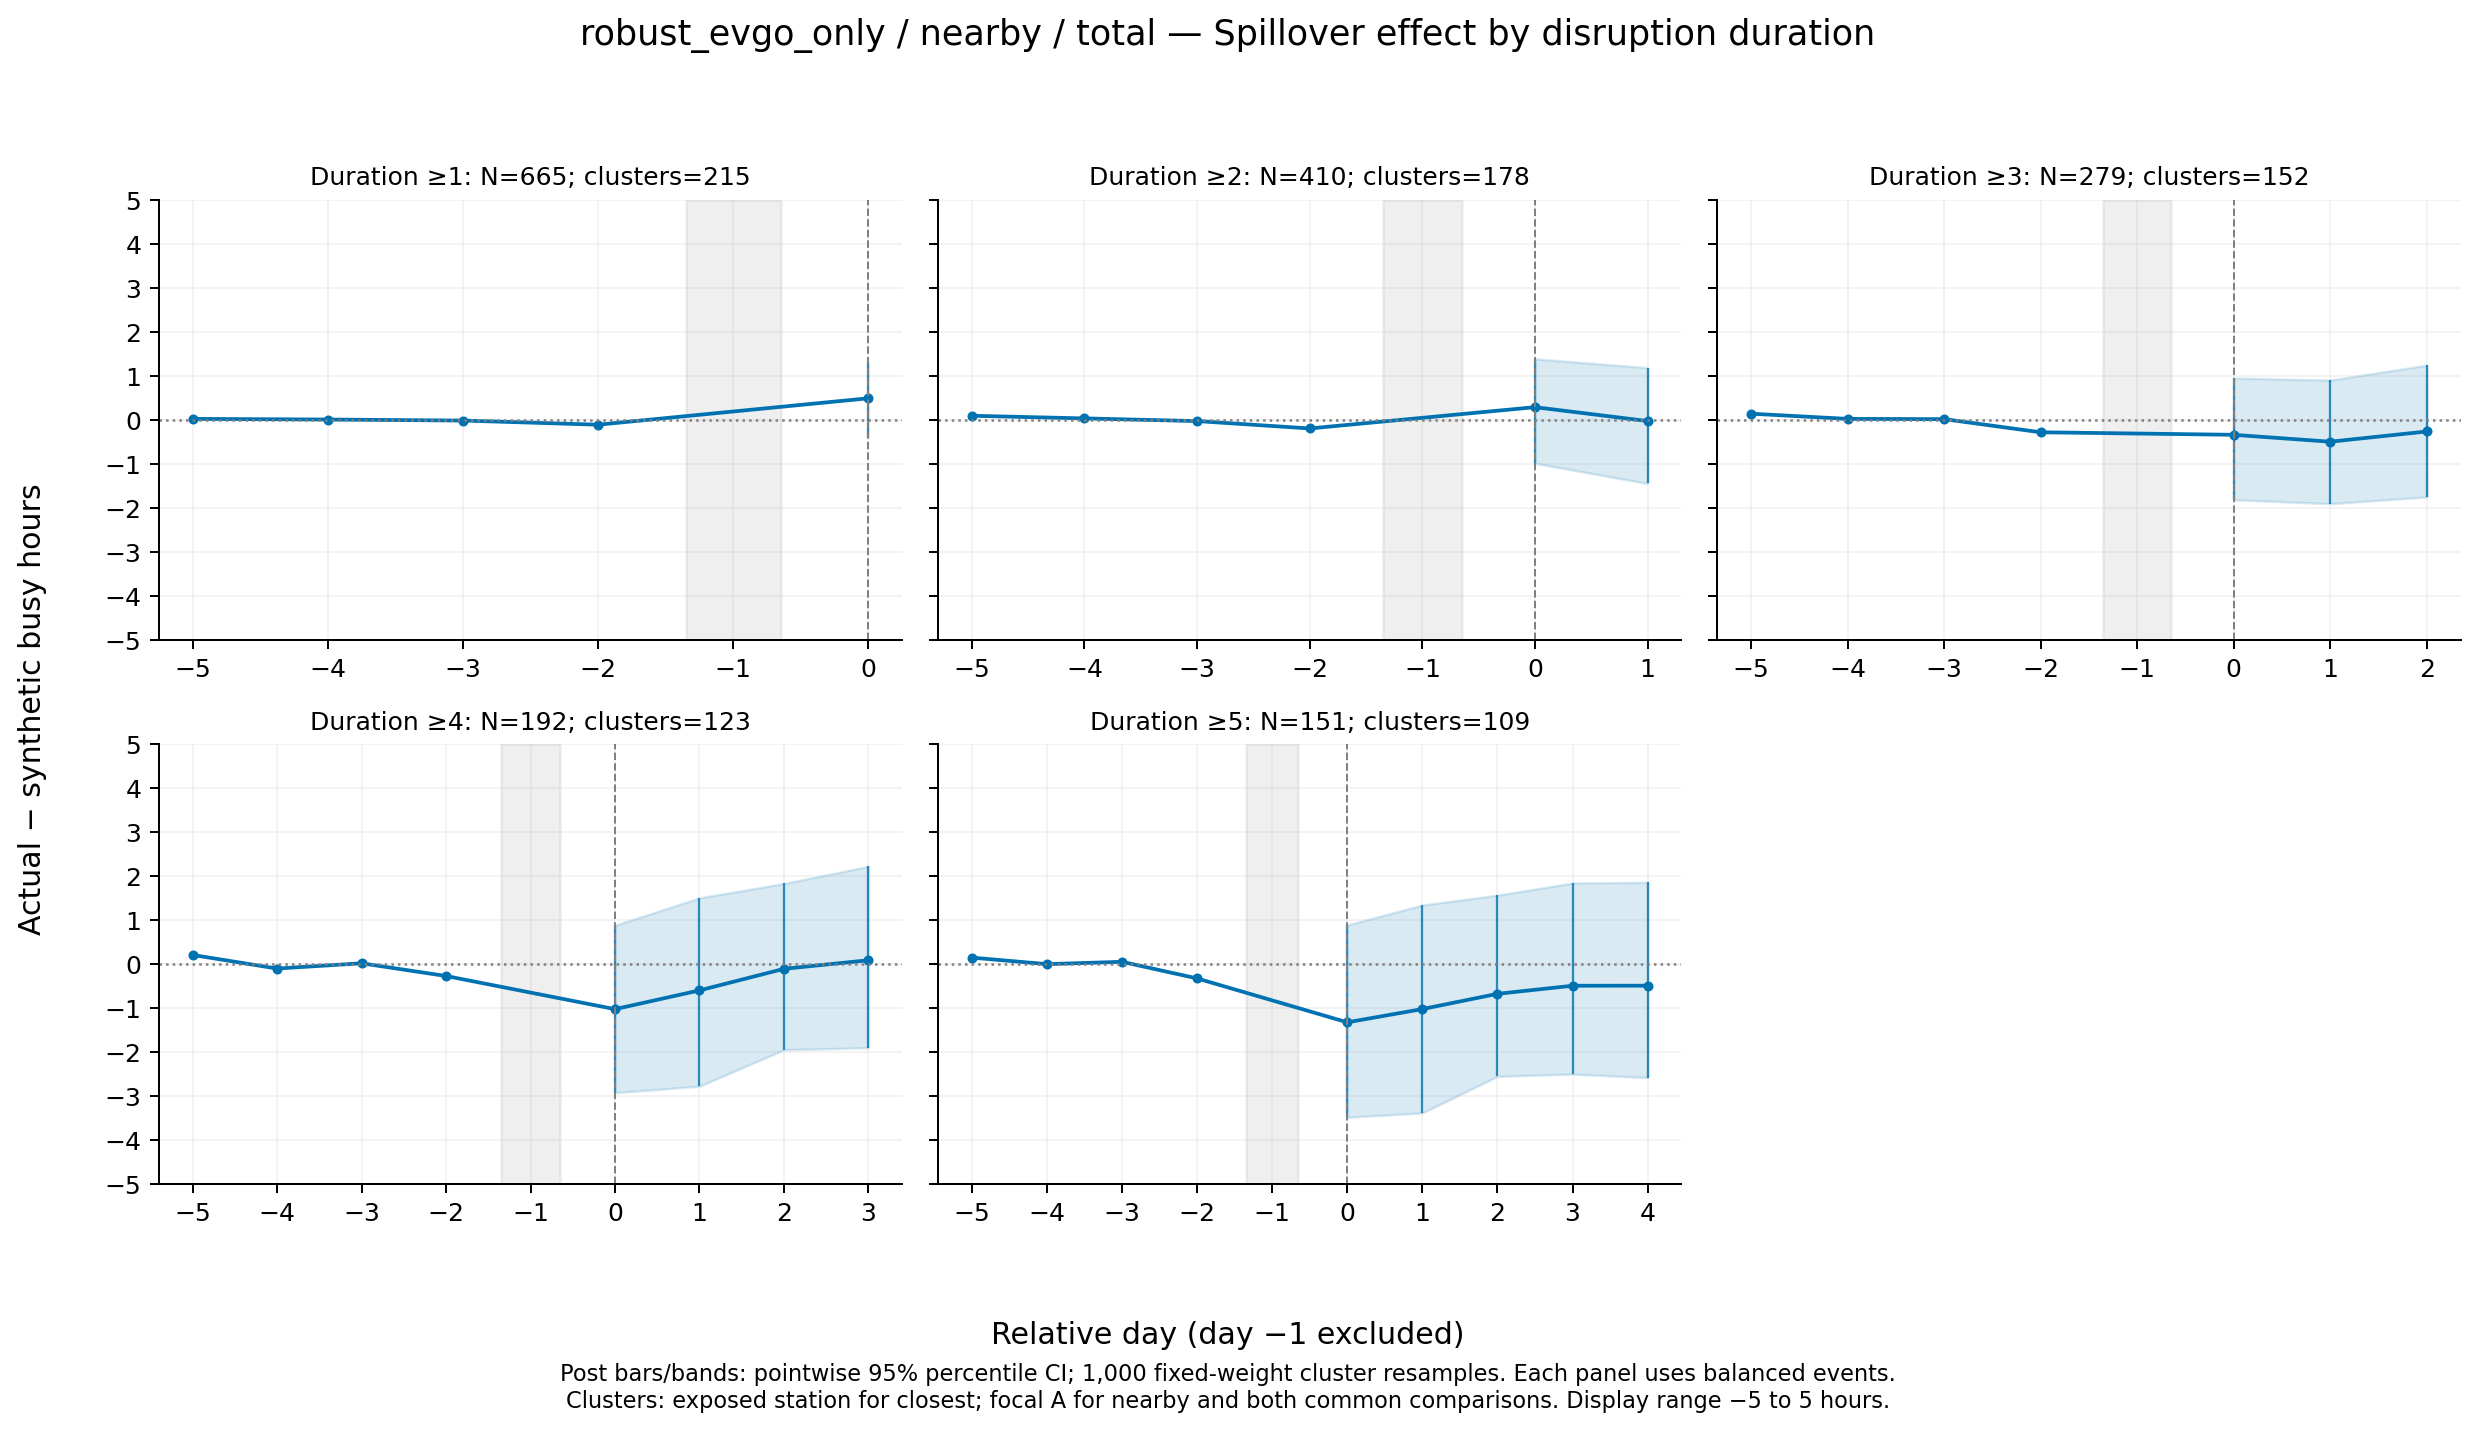 robust_evgo_only / nearby / total — Spillover effect by disruption duration
Duration ≥1: N=665; clusters=215
Duration ≥2: N=410; clusters=178
Duration ≥3: N=279; clusters=152
5
4
3
2
1
0
−1
−2
−3
−4
−5
−5 −4 −3 −2 −1 0
−5 −4 −3 −2 −1 0 1
−5 −4 −3 −2 −1 0 1 2
Actual − synthetic busy hours
Duration ≥4: N=192; clusters=123
Duration ≥5: N=151; clusters=109
5
4
3
2
1
0
−1
−2
−3
−4
−5
−5 −4 −3 −2 −1 0 1 2 3
−5 −4 −3 −2 −1 0 1 2 3 4
Relative day (day −1 excluded)
Post bars/bands: pointwise 95% percentile CI; 1,000 fixed-weight cluster resamples. Each panel uses balanced events.
Clusters: exposed station for closest; focal A for nearby and both common comparisons. Display range −5 to 5 hours.